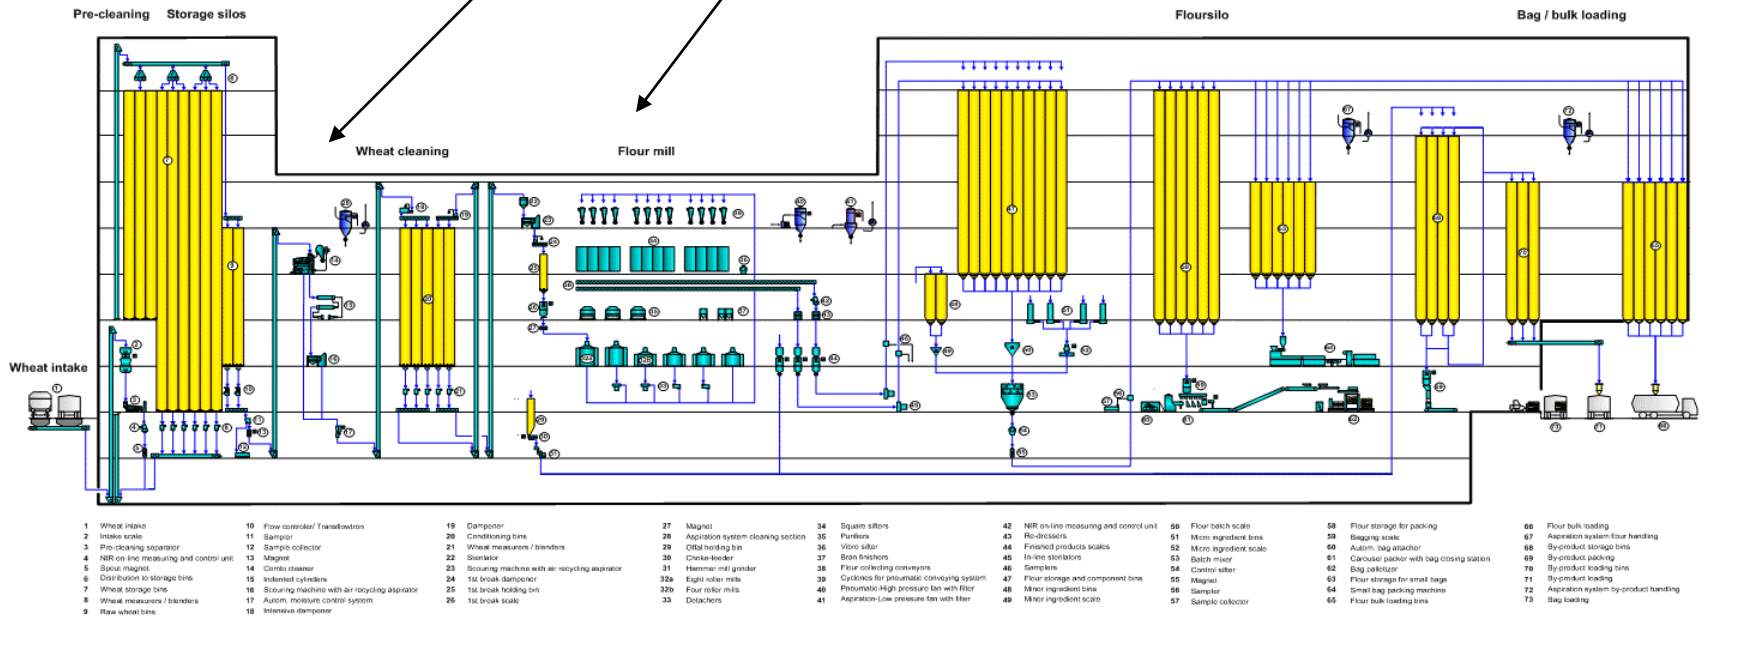 Pre-cleaning Storage silos Floursilo Bag / bulk loading
Wheat cleaning Flour mill
Wheat intake
1 Wheat intake
2 Intake scale
3 Pre-cleaning separator
4 NIR on-line measuring and control unit
5 Spout magnet
6 Distribution to storage bins
7 Wheat storage bins
8 Wheat measurers / blenders
9 Raw wheat bins
10 Flow controler/ Transflowtron
11 Sampler
12 Sample collector
13 Magnet
14 Combi cleaner
15 Indented cylinders
16 Scouring machine with air recycling aspirator
17 Autom. moisture control system
18 Intensive dampener
19 Dampener
20 Conditioning bins
21 Wheat measurers / blenders
22 Sterilator
23 Scouring machine with air recycling aspirator
24 1st break dampener
25 1st break holding bin
26 1st break scale
27 Magnet
28 Aspiration system cleaning section
29 Offal holding bin
30 Choke-feeder
31 Hammer mill grinder
32a Eight roller mills
32b Four roller mills
33 Detachers
34 Square sifters
35 Purifiers
36 Vibro sifter
37 Bran finishers
38 Flour collecting conveyors
39 Cyclones for pneumatic conveying system
40 Pneumatic-High pressure fan with filter
41 Aspiration-Low pressure fan with filter
42 NIR on-line measuring and control unit
43 Re-dressers
44 Finished products scales
45 In-line sterilators
46 Samplers
47 Flour storage and component bins
48 Minor ingredient bins
49 Minor ingredient scale
50 Flour batch scale
51 Micro ingredient bins
52 Micro ingredient scale
53 Batch mixer
54 Control sifter
55 Magnet
56 Sampler
57 Sample collector
58 Flour storage for packing
59 Bagging scale
60 Autom. bag attacher
61 Carousel packer with bag closing station
62 Bag palletizer
63 Flour storage for small bags
64 Small bag packing machine
65 Flour bulk loading bins
66 Flour bulk loading
67 Aspiration system flour handling
68 By-product storage bins
69 By-product packing
70 By-product loading bins
71 By-product loading
72 Aspiration system by-product handling
73 Bag loading